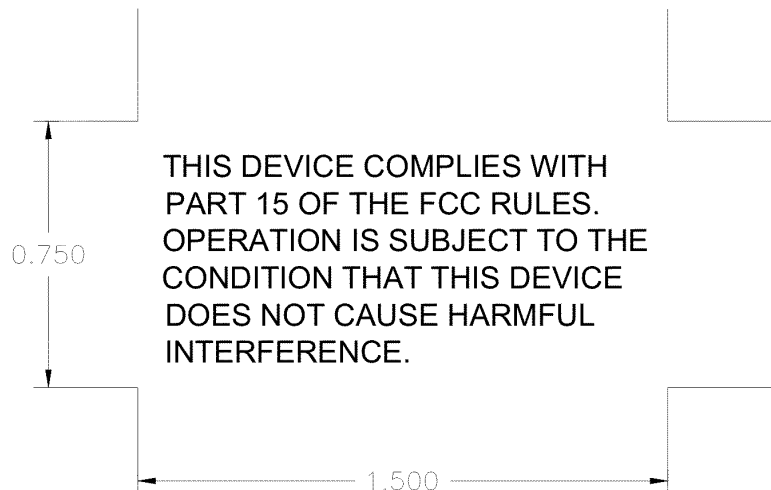 THIS DEVICE COMPLIES WITH
PART 15 OF THE FCC RULES.
OPERATION IS SUBJECT TO THE
0.750
CONDITION THAT THIS DEVICE
DOES NOT CAUSE HARMFUL
INTERFERENCE.
1.500